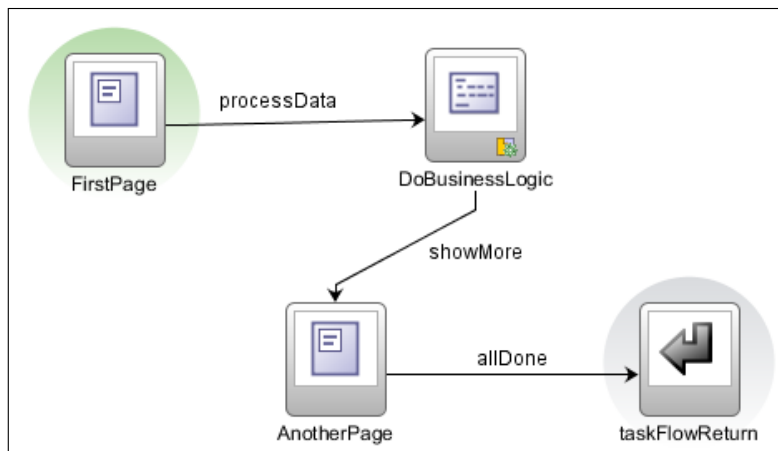 processData
FirstPage
DoBusinessLogic
showMore
allDone
AnotherPage
taskFlowReturn